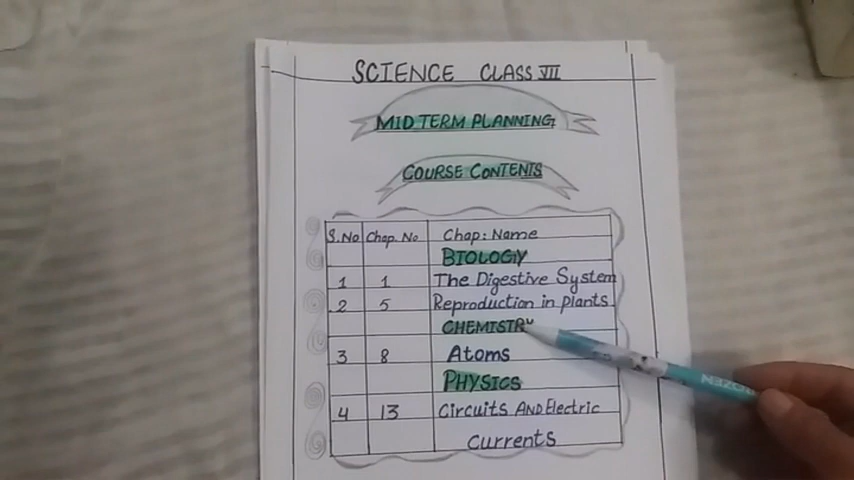 SCIENCE CLASS VII
MID TERM PLANNING
COURSE CONTENTS
S.No Chap. No Chap: Name
BIOLOGY
1 1 The Digestive System
2 5 Reproduction in plants
CHEMISTRY
3 8 Atoms
PHYSICS
4 13 Circuits AND Electric
Currents
OZEN